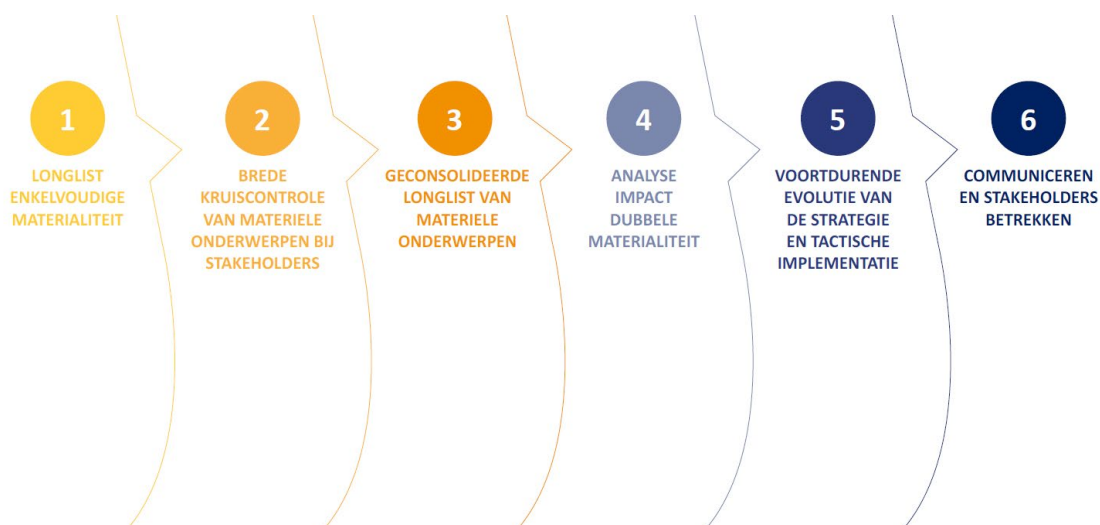 1
LONGLIST
ENKELVOUDIGE
MATERIALITEIT
2
BREDE
KRUISCONTROLE
VAN MATERIELE
ONDERWERPEN BIJ
STAKEHOLDERS
3
GECONSOLIDEERDE
LONGLIST VAN
MATERIELE
ONDERWERPEN
4
ANALYSE
IMPACT
DUBBELE
MATERIALITEIT
5
VOORTDURENDE
EVOLUTIE VAN
DE STRATEGIE
EN TACTISCHE
IMPLEMENTATIE
6
COMMUNICEREN
EN STAKEHOLDERS
BETREKKEN